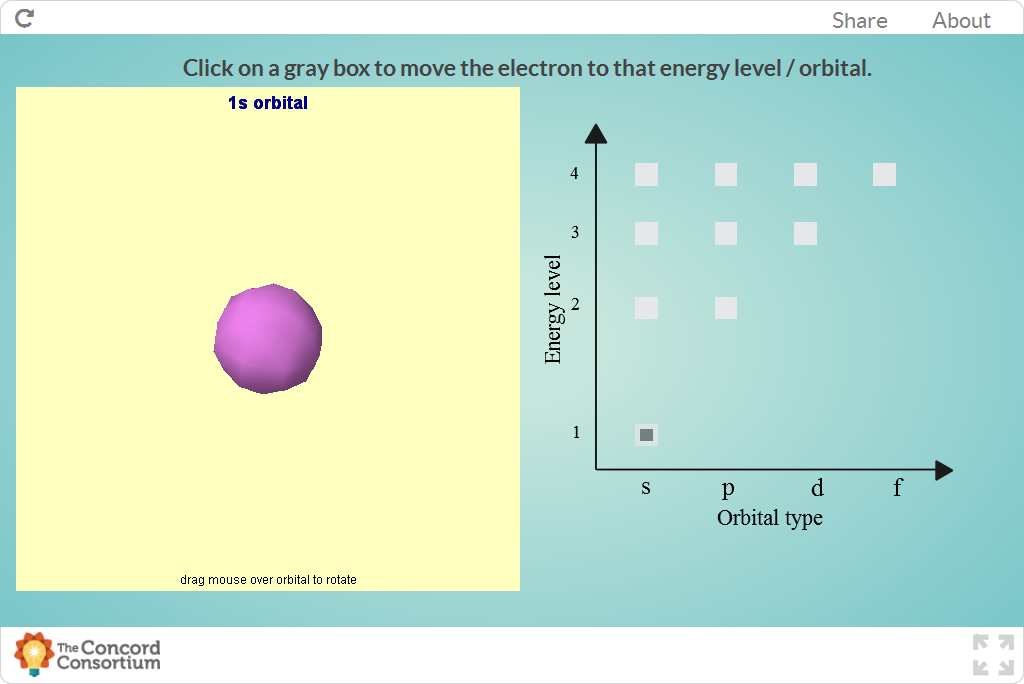 Share About
Click on a gray box to move the electron to that energy level / orbital.
1s orbital
4
3
2
1
Energy level
s p d f
Orbital type
drag mouse over orbital to rotate
The Concord
Consortium